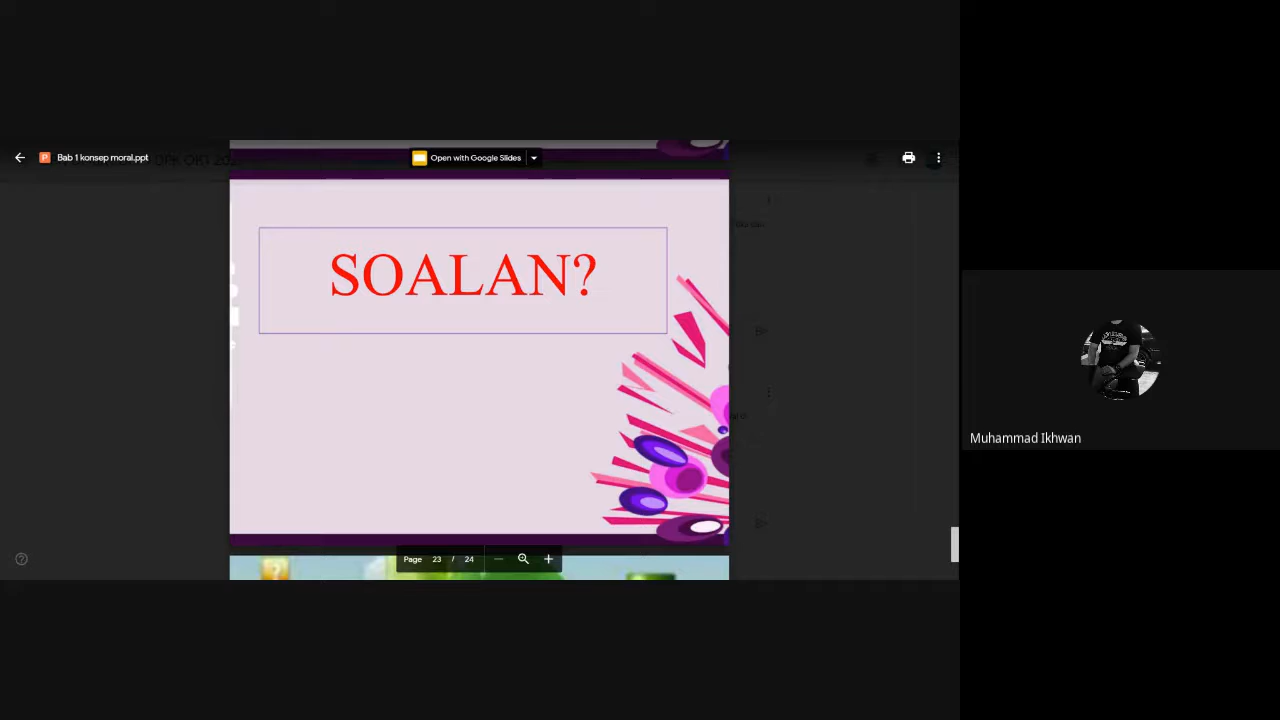 Bab 1 konsep moral.ppt
Open with Google Slides
SOALAN?
Muhammad Ikhwan
Page 23 / 24